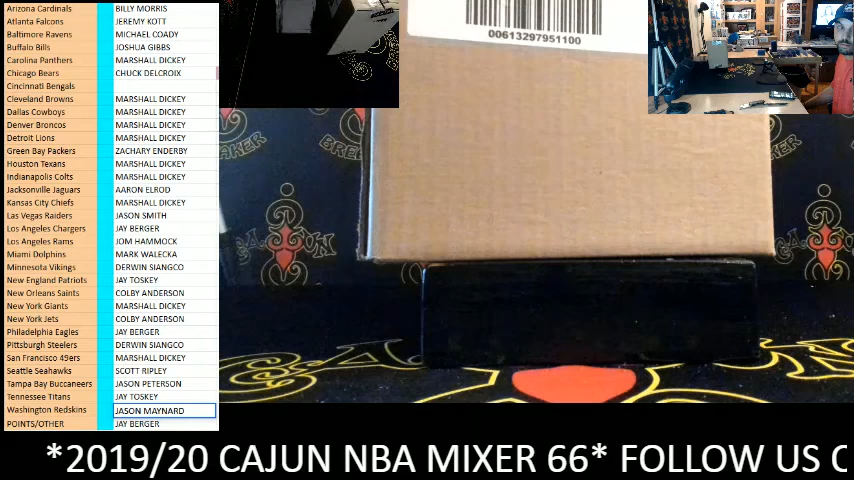 Arizona Cardinals BILLY MORRIS
Atlanta Falcons JEREMY KOTT
Baltimore Ravens MICHAEL COADY
Buffalo Bills JOSHUA GIBBS
Carolina Panthers MARSHALL DICKEY
Chicago Bears CHUCK DELCROIX
Cincinnati Bengals
Cleveland Browns MARSHALL DICKEY
Dallas Cowboys MARSHALL DICKEY
Denver Broncos MARSHALL DICKEY
Detroit Lions MARSHALL DICKEY
Green Bay Packers ZACHARY ENDERBY
Houston Texans MARSHALL DICKEY
Indianapolis Colts MARSHALL DICKEY
Jacksonville Jaguars AARON ELROD
Kansas City Chiefs MARSHALL DICKEY
Las Vegas Raiders JASON SMITH
Los Angeles Chargers JAY BERGER
Los Angeles Rams JOM HAMMOCK
Miami Dolphins MARK WALECKA
Minnesota Vikings DERWIN SIANGCO
New England Patriots JAY TOSKEY
New Orleans Saints COLBY ANDERSON
New York Giants MARSHALL DICKEY
New York Jets COLBY ANDERSON
Philadelphia Eagles JAY BERGER
Pittsburgh Steelers DERWIN SIANGCO
San Francisco 49ers MARSHALL DICKEY
Seattle Seahawks SCOTT RIPLEY
Tampa Bay Buccaneers JASON PETERSON
Tennessee Titans JAY TOSKEY
Washington Redskins JASON MAYNARD
POINTS/OTHER JAY BERGER
00613297951100
*2019/20 CAJUN NBA MIXER 66* FOLLOW US